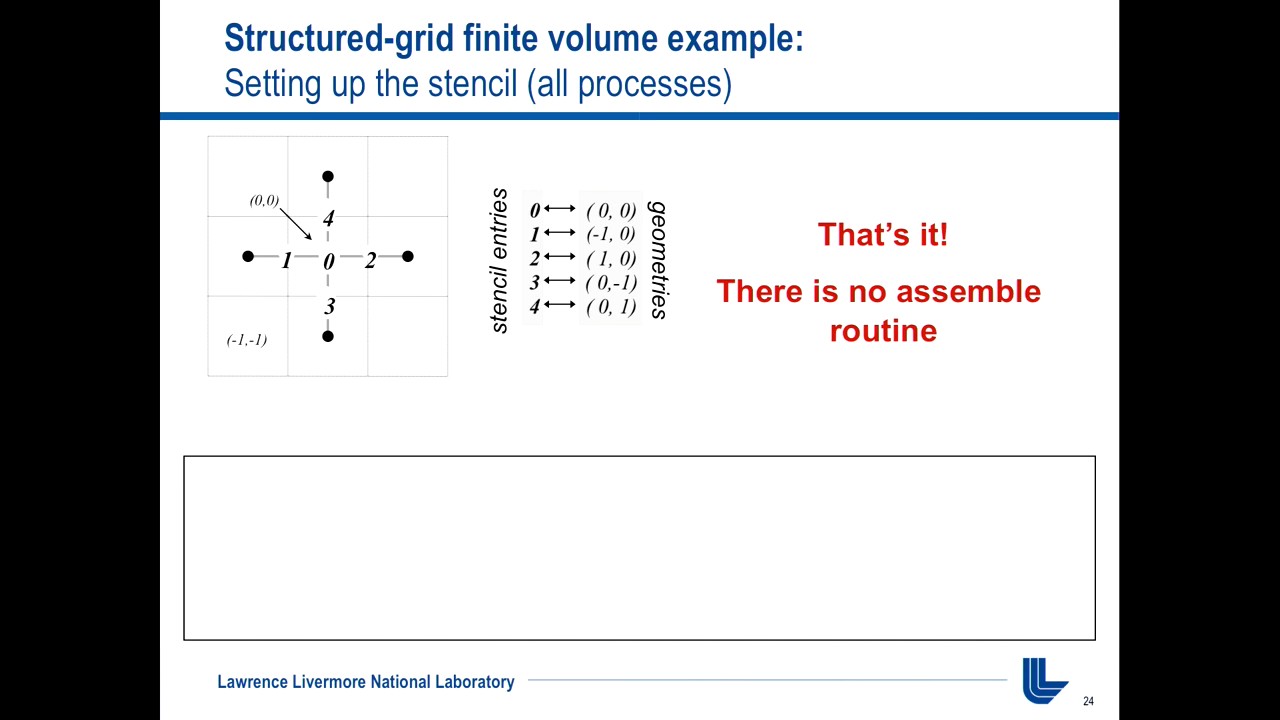 Structured-grid finite volume example:
Setting up the stencil (all processes)
(0,0)
4
1
0
2
3
(-1,-1)
stencil entries
0 ↔ ( 0, 0)
1 ↔ (-1, 0)
2 ↔ ( 1, 0)
3 ↔ ( 0,-1)
4 ↔ ( 0, 1)
geometries
That's it!
There is no assemble
routine
Lawrence Livermore National Laboratory
24